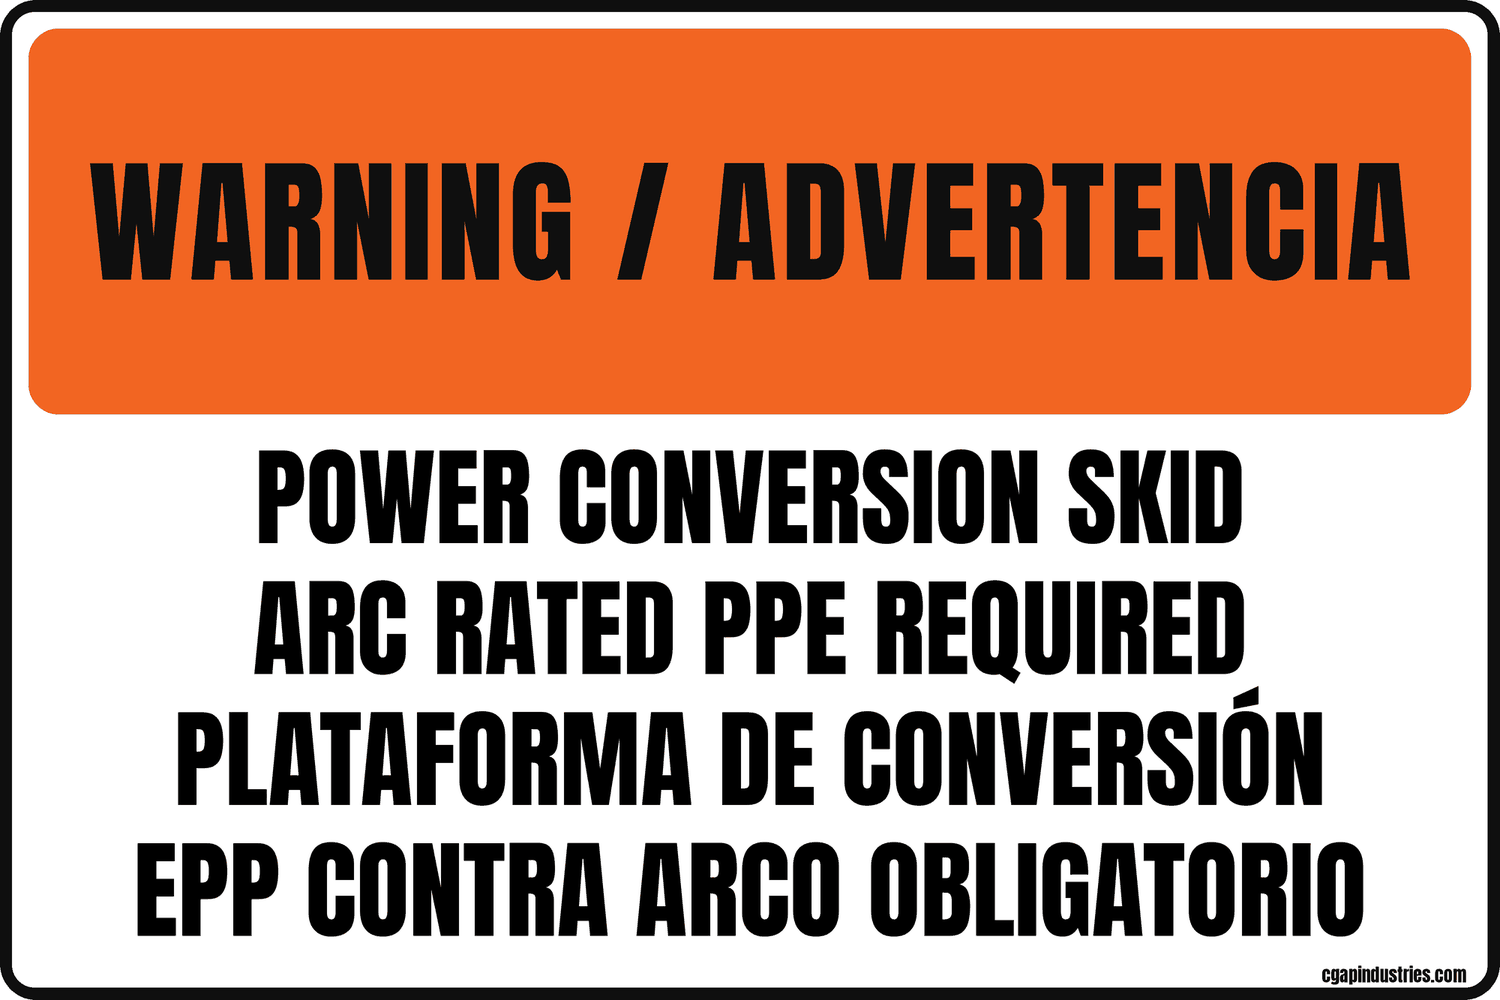 WARNING / ADVERTENCIA
POWER CONVERSION SKID
ARC RATED PPE REQUIRED
PLATAFORMA DE CONVERSIÓN
EPP CONTRA ARCO OBLIGATORIO
cgapindustries.com